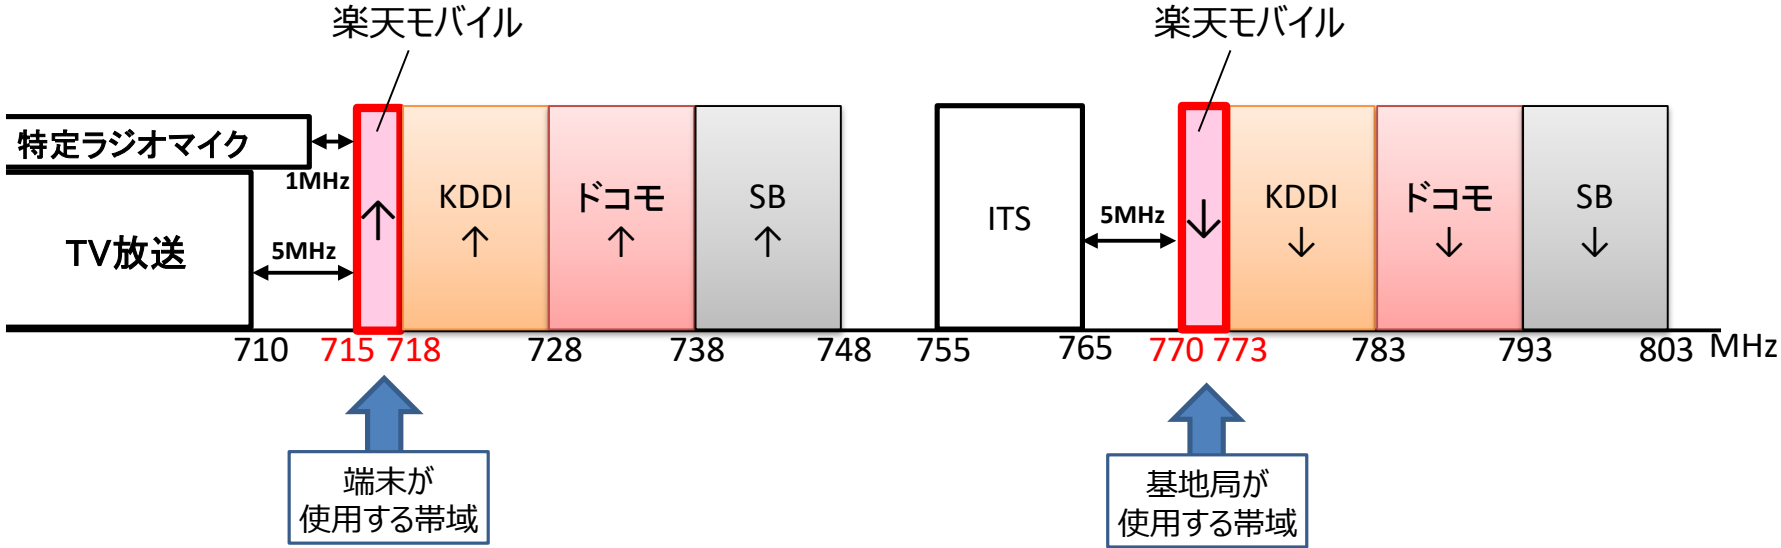 楽天モバイル
楽天モバイル
特定ラジオマイク
1MHz
TV放送
5MHz
↑
KDDI
↑
ドコモ
↑
SB
↑
ITS
5MHz
↓
KDDI
↓
ドコモ
↓
SB
↓
710 715 718 728 738 748 755 765 770 773 783 793 803 MHz
端末が
使用する帯域
基地局が
使用する帯域